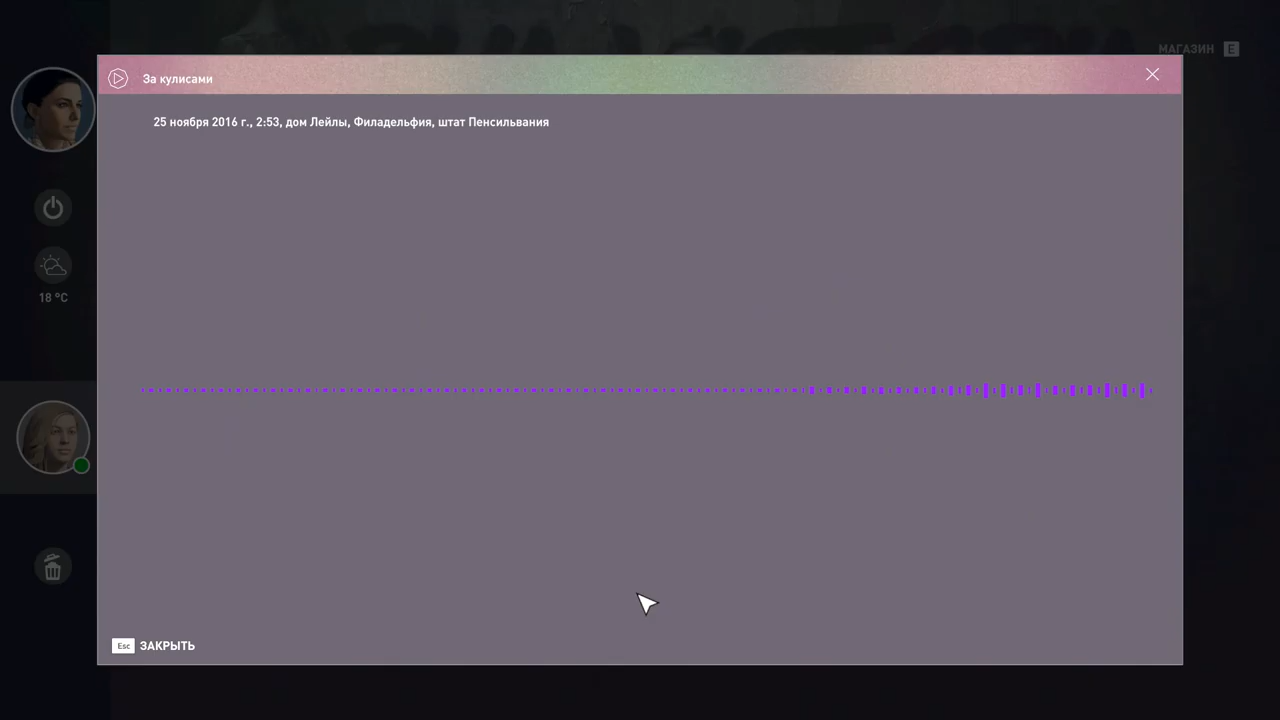 МАГАЗИН E
За кулисами
25 ноября 2016 г., 2:53, дом Лейлы, Филадельфия, штат Пенсильвания
18 °C
Esc ЗАКРЫТЬ